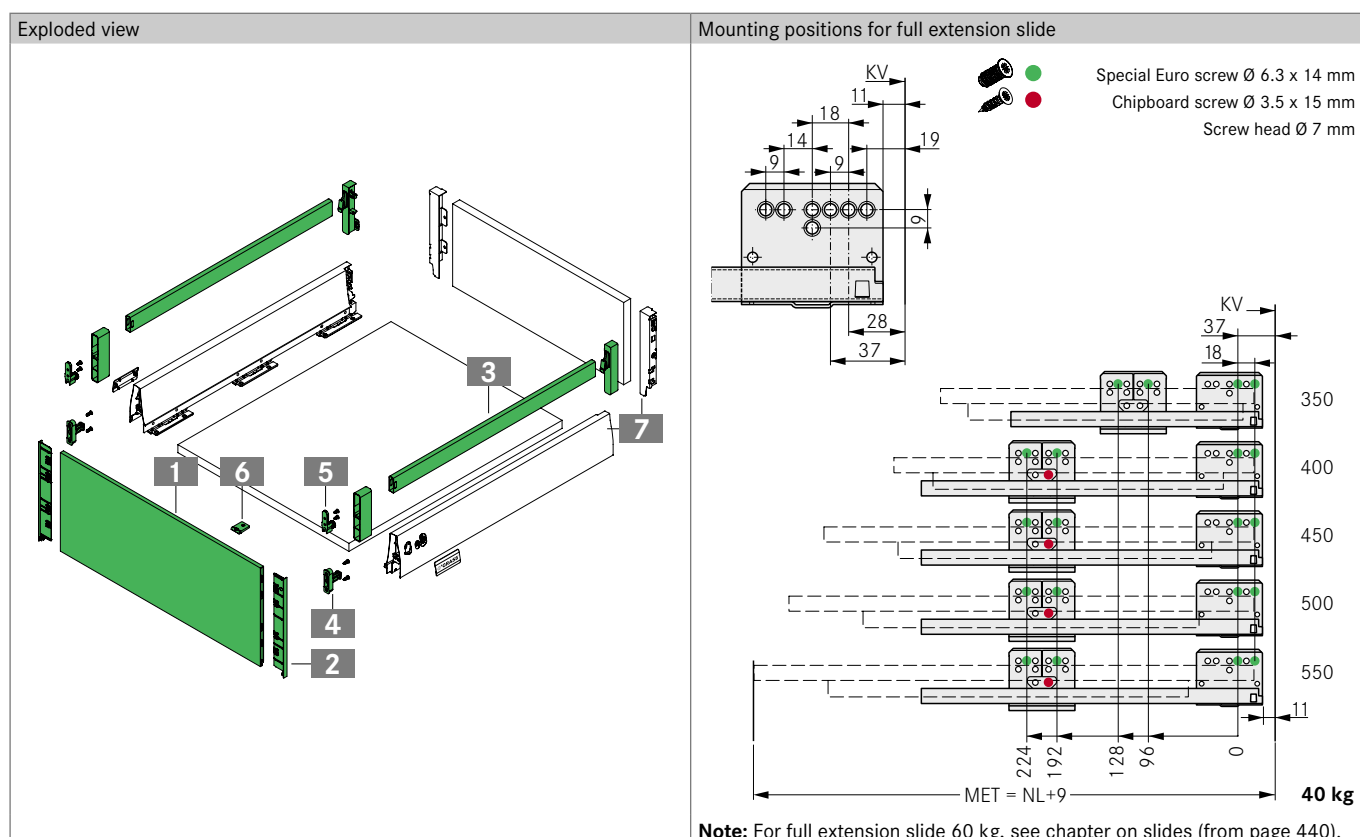 Exploded view
3
7
1
6
5
4
2
Mounting positions for full extension slide
Special Euro screw Ø 6.3 x 14 mm
Chipboard screw Ø 3.5 x 15 mm
Screw head Ø 7 mm
KV
11
18
14
19
9
9
9
28
37
KV
37
18
350
400
450
500
550
11
224
192
128
96
0
MET = NL+9
40 kg
Note: For full extension slide 60 kg, see chapter on slides (from page 440).